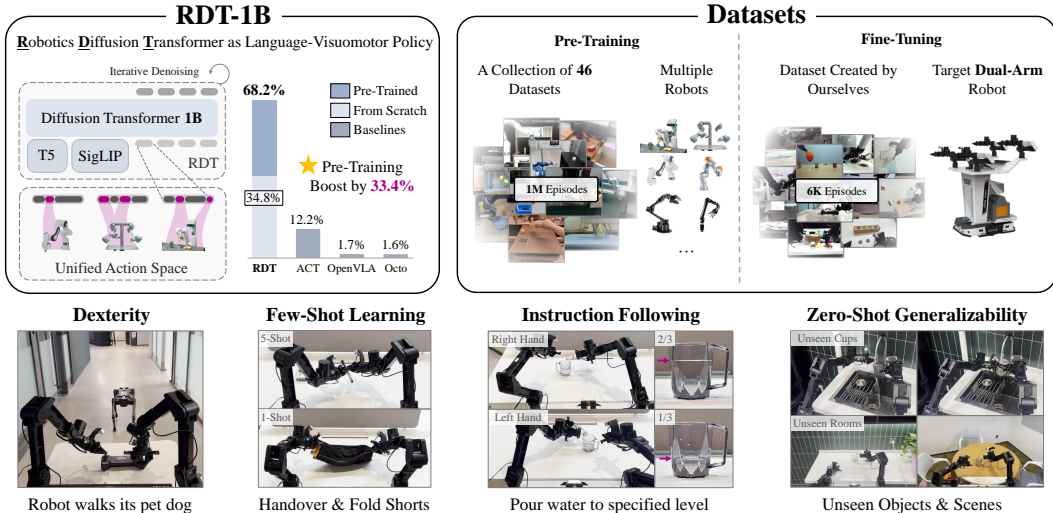 RDT-1B
Robotics Diffusion Transformer as Language-Visuomotor Policy
Iterative Denoising
Diffusion Transformer 1B
T5
SigLIP
RDT
Unified Action Space
68.2%
Pre-Trained
From Scratch
Baselines
Pre-Training
Boost by 33.4%
34.8%
12.2%
1.7%
1.6%
RDT
ACT
OpenVLA
Octo
Datasets
Pre-Training
A Collection of 46
Datasets
Multiple
Robots
1M Episodes
...
Fine-Tuning
Dataset Created by
Ourselves
Target Dual-Arm
Robot
6K Episodes
Dexterity
Robot walks its pet dog
Few-Shot Learning
5-Shot
1-Shot
Handover & Fold Shorts
Instruction Following
Right Hand
2/3
Left Hand
1/3
Pour water to specified level
Zero-Shot Generalizability
Unseen Cups
Unseen Rooms
Unseen Objects & Scenes